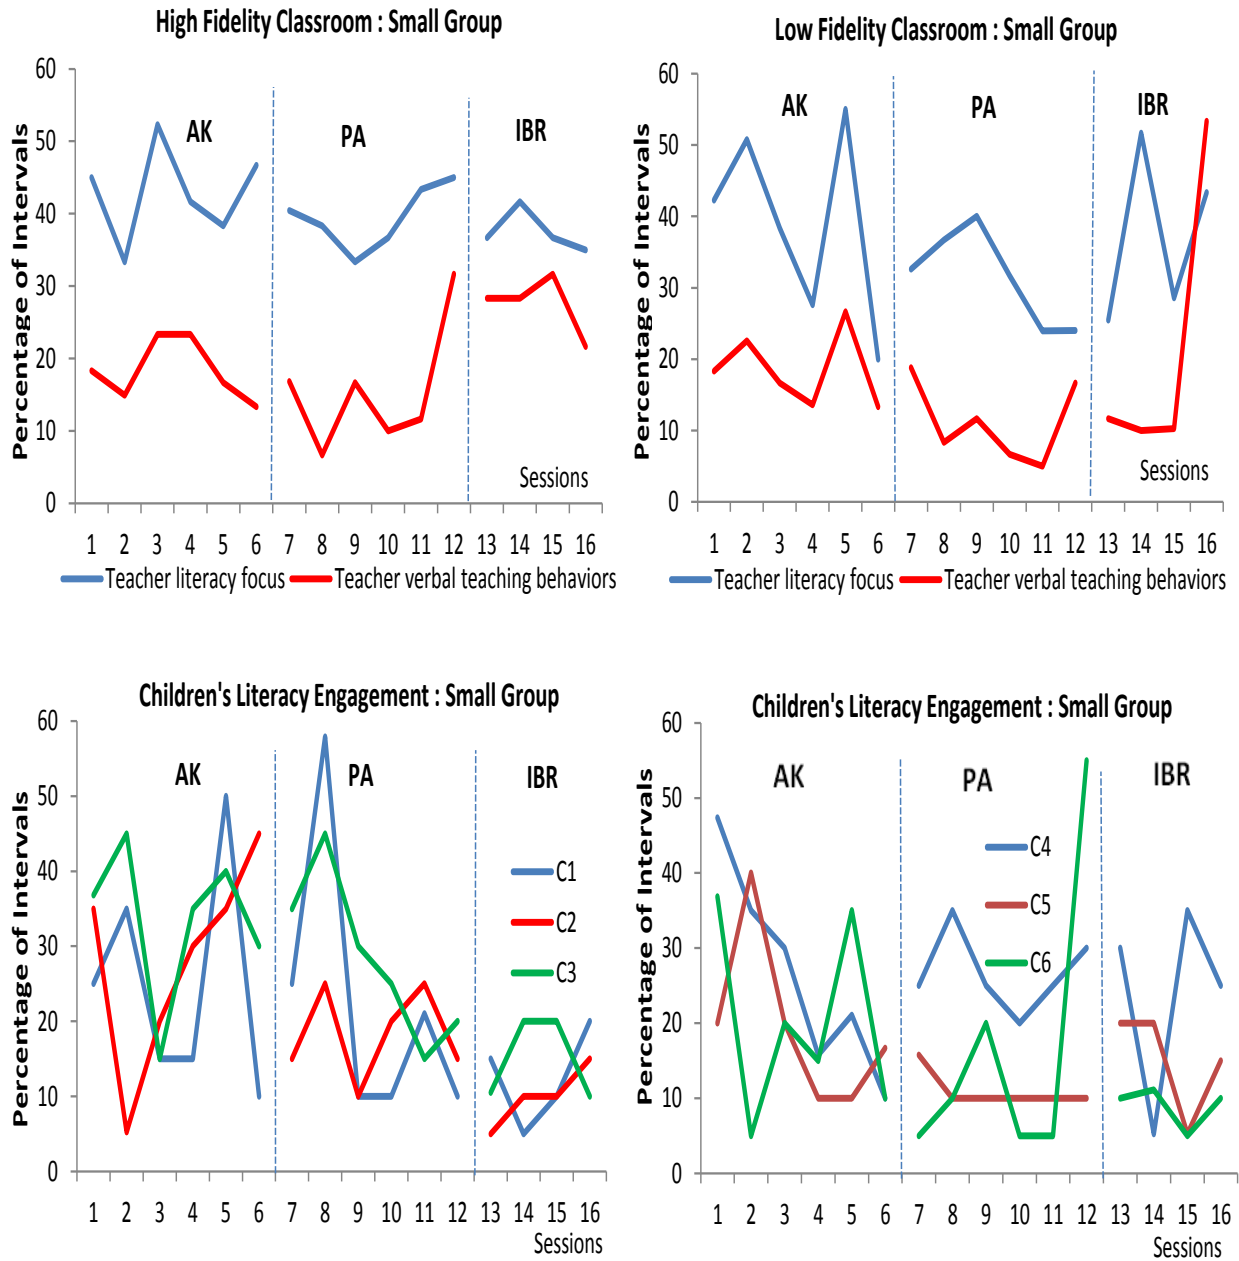 High Fidelity Classroom : Small Group
Percentage of Intervals
60
50
40
30
20
10
0
AK
PA
IBR
Sessions
1 2 3 4 5 6 7 8 9 10 11 12 13 14 15 16
Teacher literacy focus Teacher verbal teaching behaviors
Low Fidelity Classroom : Small Group
Percentage of Intervals
60
50
40
30
20
10
0
AK
PA
IBR
Sessions
1 2 3 4 5 6 7 8 9 10 11 12 13 14 15 16
Teacher literacy focus Teacher verbal teaching behaviors
Children's Literacy Engagement : Small Group
Percentage of Intervals
60
50
40
30
20
10
0
AK
PA
IBR
C1
C2
C3
1 2 3 4 5 6 7 8 9 10 11 12 13 14 15 16
Sessions
Children's Literacy Engagement : Small Group
Percentage of Intervals
60
50
40
30
20
10
0
AK
PA
IBR
C4
C5
C6
1 2 3 4 5 6 7 8 9 10 11 12 13 14 15 16
Sessions